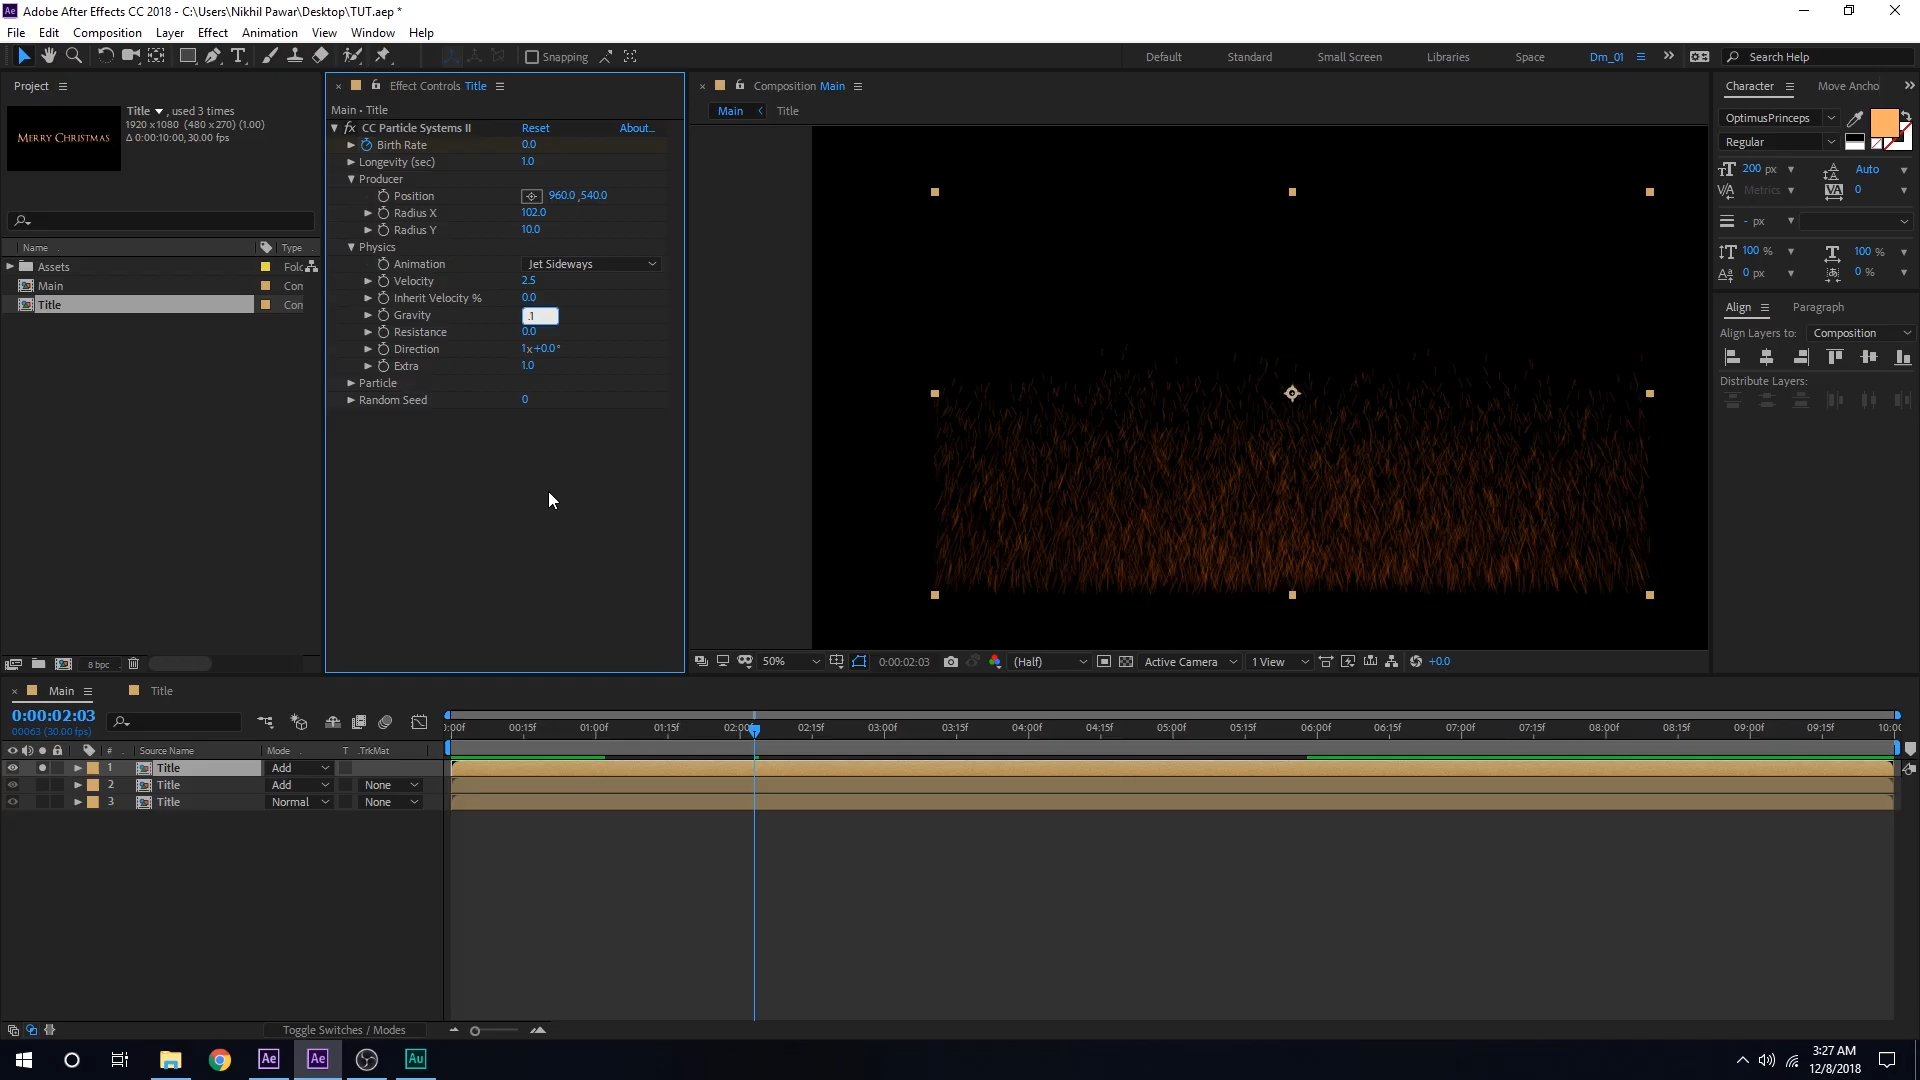 Adobe After Effects CC 2018 - C:\Users\Nikhil Pawar\Desktop\TUT.aep *
File Edit Composition Layer Effect Animation View Window Help
Snapping
Default Standard Small Screen Libraries Space Dm_01 Search Help
Project
Title , used 3 times
1920 x1080 (480 x270) (1.00)
Δ 0:00:10:00, 30.00 fps
MERRY CHRISTMAS
Name Type
Assets Folc
Main Con
Title Con
8 bpc
Effect Controls Title
Main • Title
fx CC Particle Systems II Reset About...
Birth Rate 0.0
Longevity (sec) 1.0
Producer
Position 960.0 ,540.0
Radius X 102.0
Radius Y 10.0
Physics
Animation Jet Sideways
Velocity 2.5
Inherit Velocity % 0.0
Gravity .1
Resistance 0.0
Direction 1x+0.0°
Extra 1.0
Particle
Random Seed 0
Composition Main
Main Title
50% 0:00:02:03 (Half) Active Camera 1 View +0.0
Character Move Ancho
OptimusPrinceps
Regular
200 px Auto
Metrics 0
- px
100 % 100 %
0 px 0 %
Align Paragraph
Align Layers to: Composition
Distribute Layers:
Main Title
0:00:02:03
00063 (30.00 fps)
# Source Name Mode T .TrkMat
1 Title Add
2 Title Add None
3 Title Normal None
:00f 00:15f 01:00f 01:15f 02:00f 02:15f 03:00f 03:15f 04:00f 04:15f 05:00f 05:15f 06:00f 06:15f 07:00f 07:15f 08:00f 08:15f 09:00f 09:15f 10:00
Toggle Switches / Modes
Ae Ae Au
3:27 AM
12/8/2018